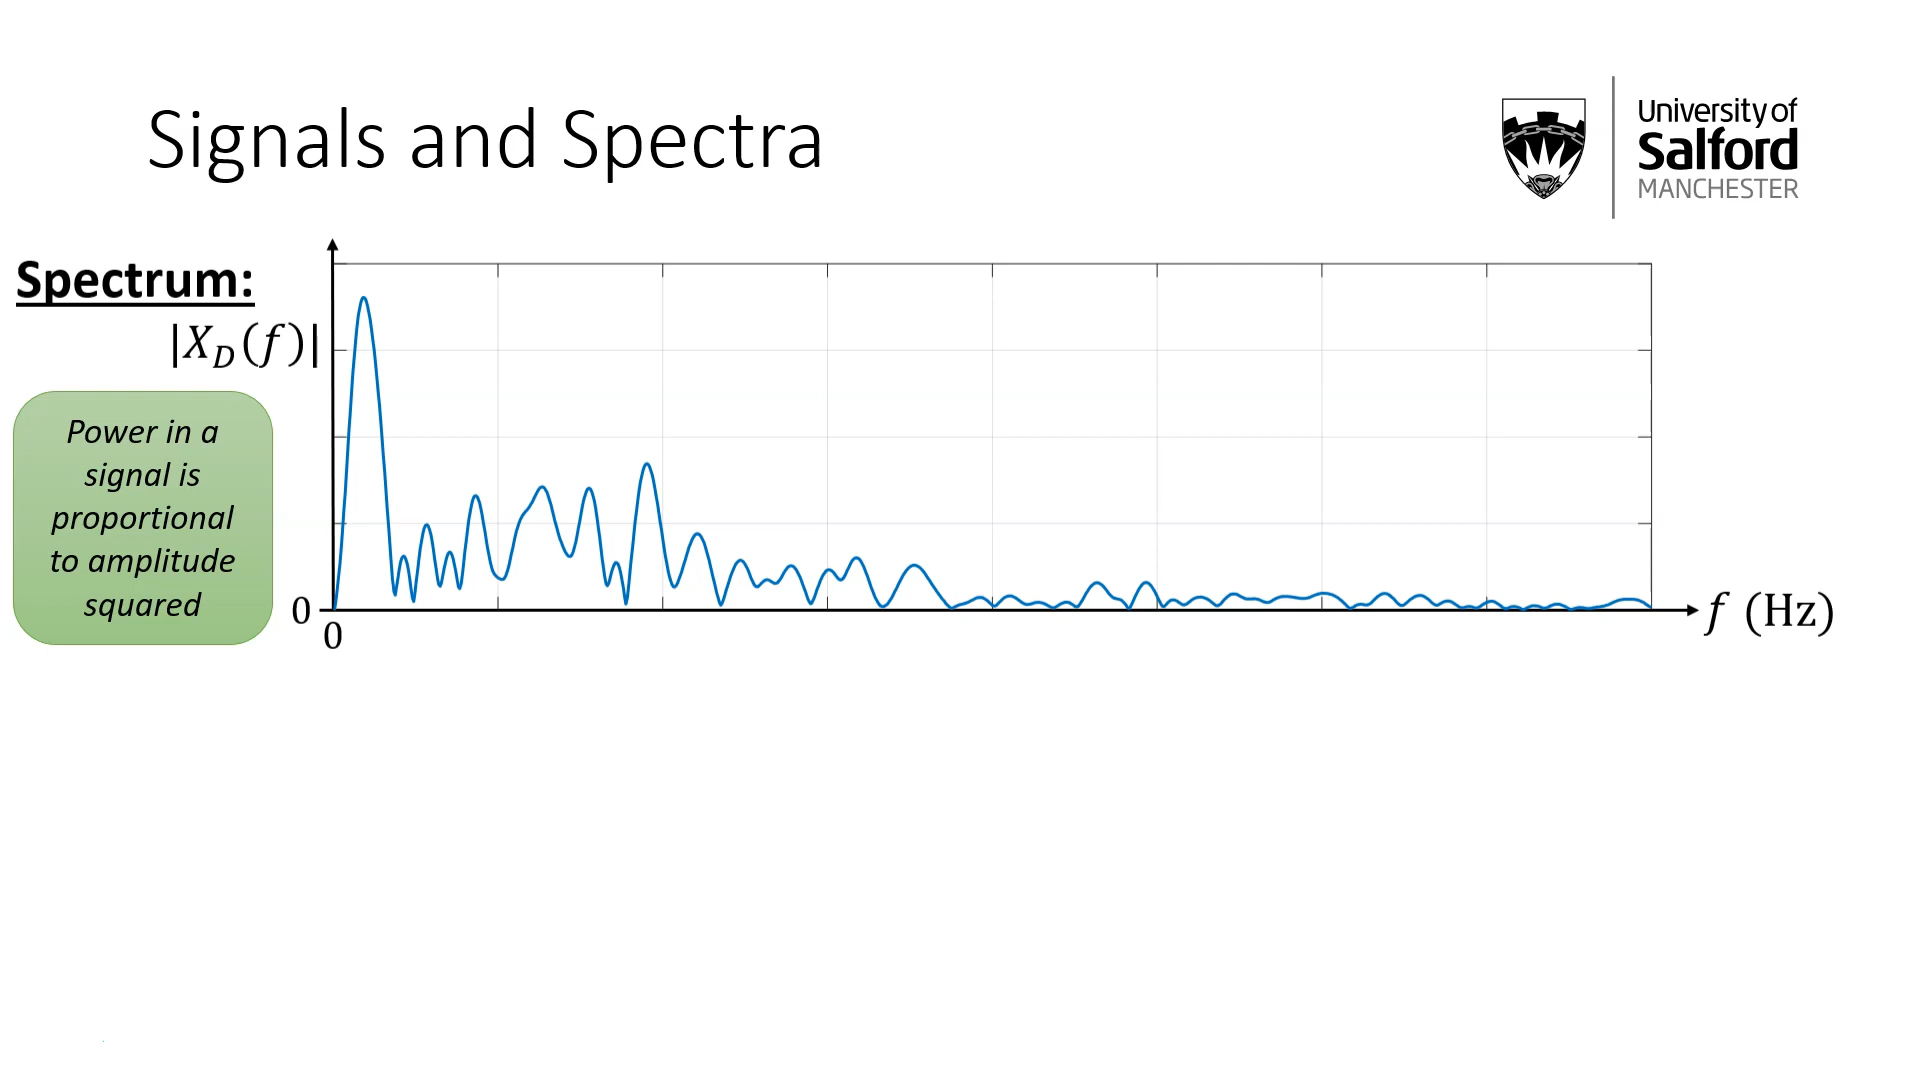 Signals and Spectra
University of
Salford
MANCHESTER
Spectrum:
|X_D(f)|
Power in a
signal is
proportional
to amplitude
squared
0
0
f (Hz)